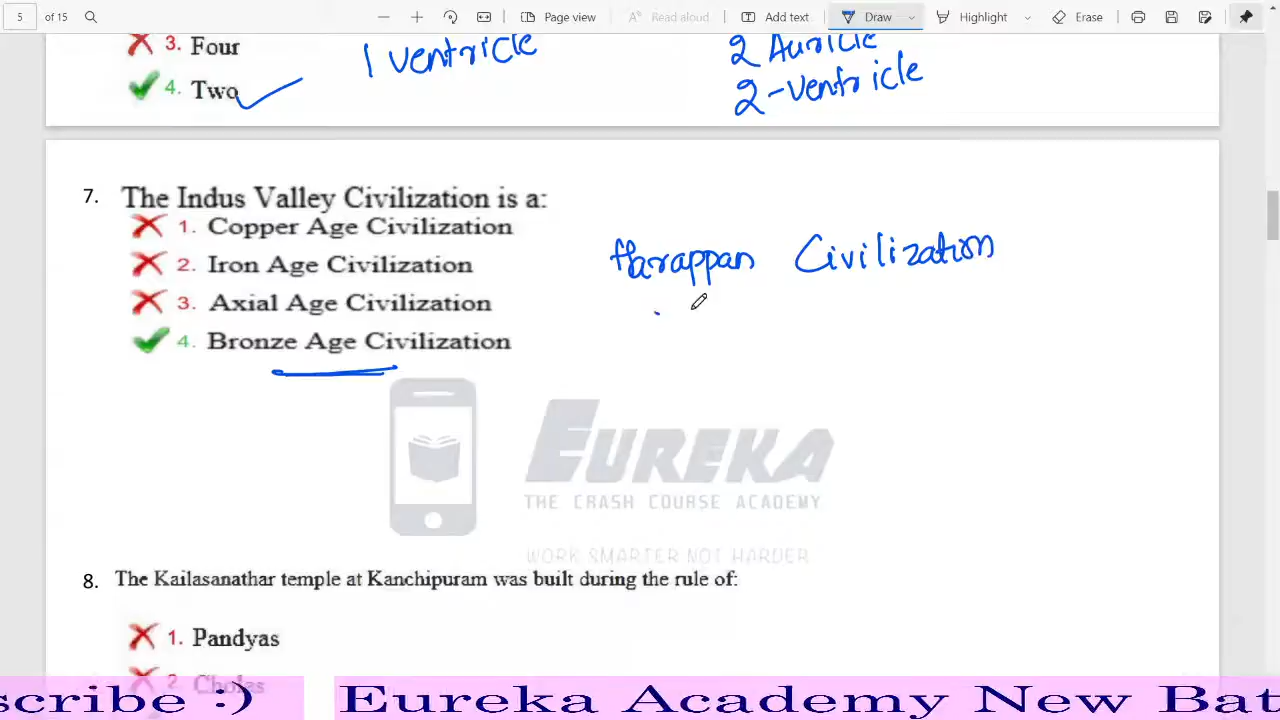 5 of 15 Page view Read aloud Add text Draw Highlight Erase
3. Four 1 ventricle 2 Auricle
4. Two 2-ventricle
7. The Indus Valley Civilization is a:
1. Copper Age Civilization
2. Iron Age Civilization Harappan Civilization
3. Axial Age Civilization
4. Bronze Age Civilization
EUREKA
THE CRASH COURSE ACADEMY
WORK SMARTER NOT HARDER
8. The Kailasanathar temple at Kanchipuram was built during the rule of:
1. Pandyas
2. Cholas
scribe :) Eureka Academy New Bat